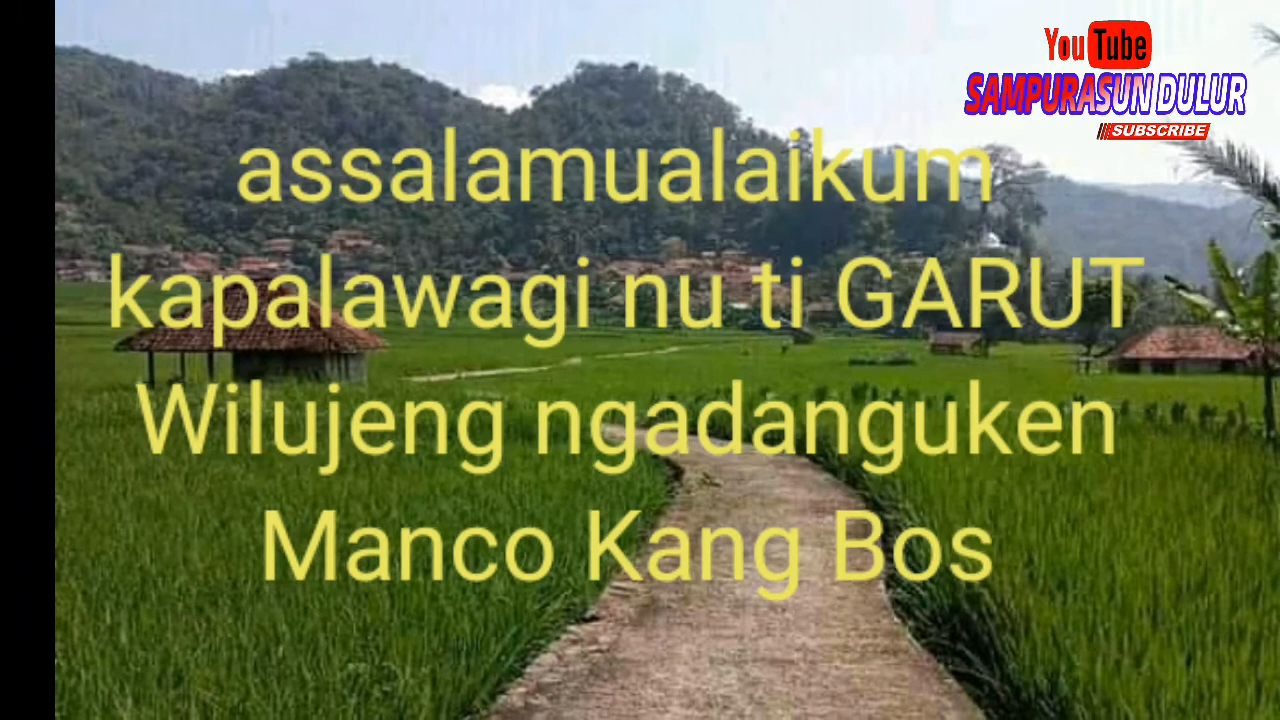 YouTube
SAMPURASUN DULUR
SUBSCRIBE
assalamualaikum
kapalawagi nu ti GARUT
Wilujeng ngadanguken
Manco Kang Bos